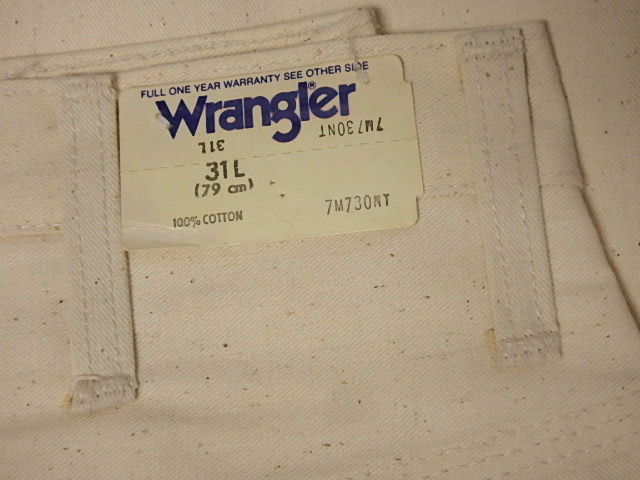 FULL ONE YEAR WARRANTY SEE OTHER SIDE
Wrangler®
31L 7M730NT
31L
(79 cm)
100% COTTON 7M730NT